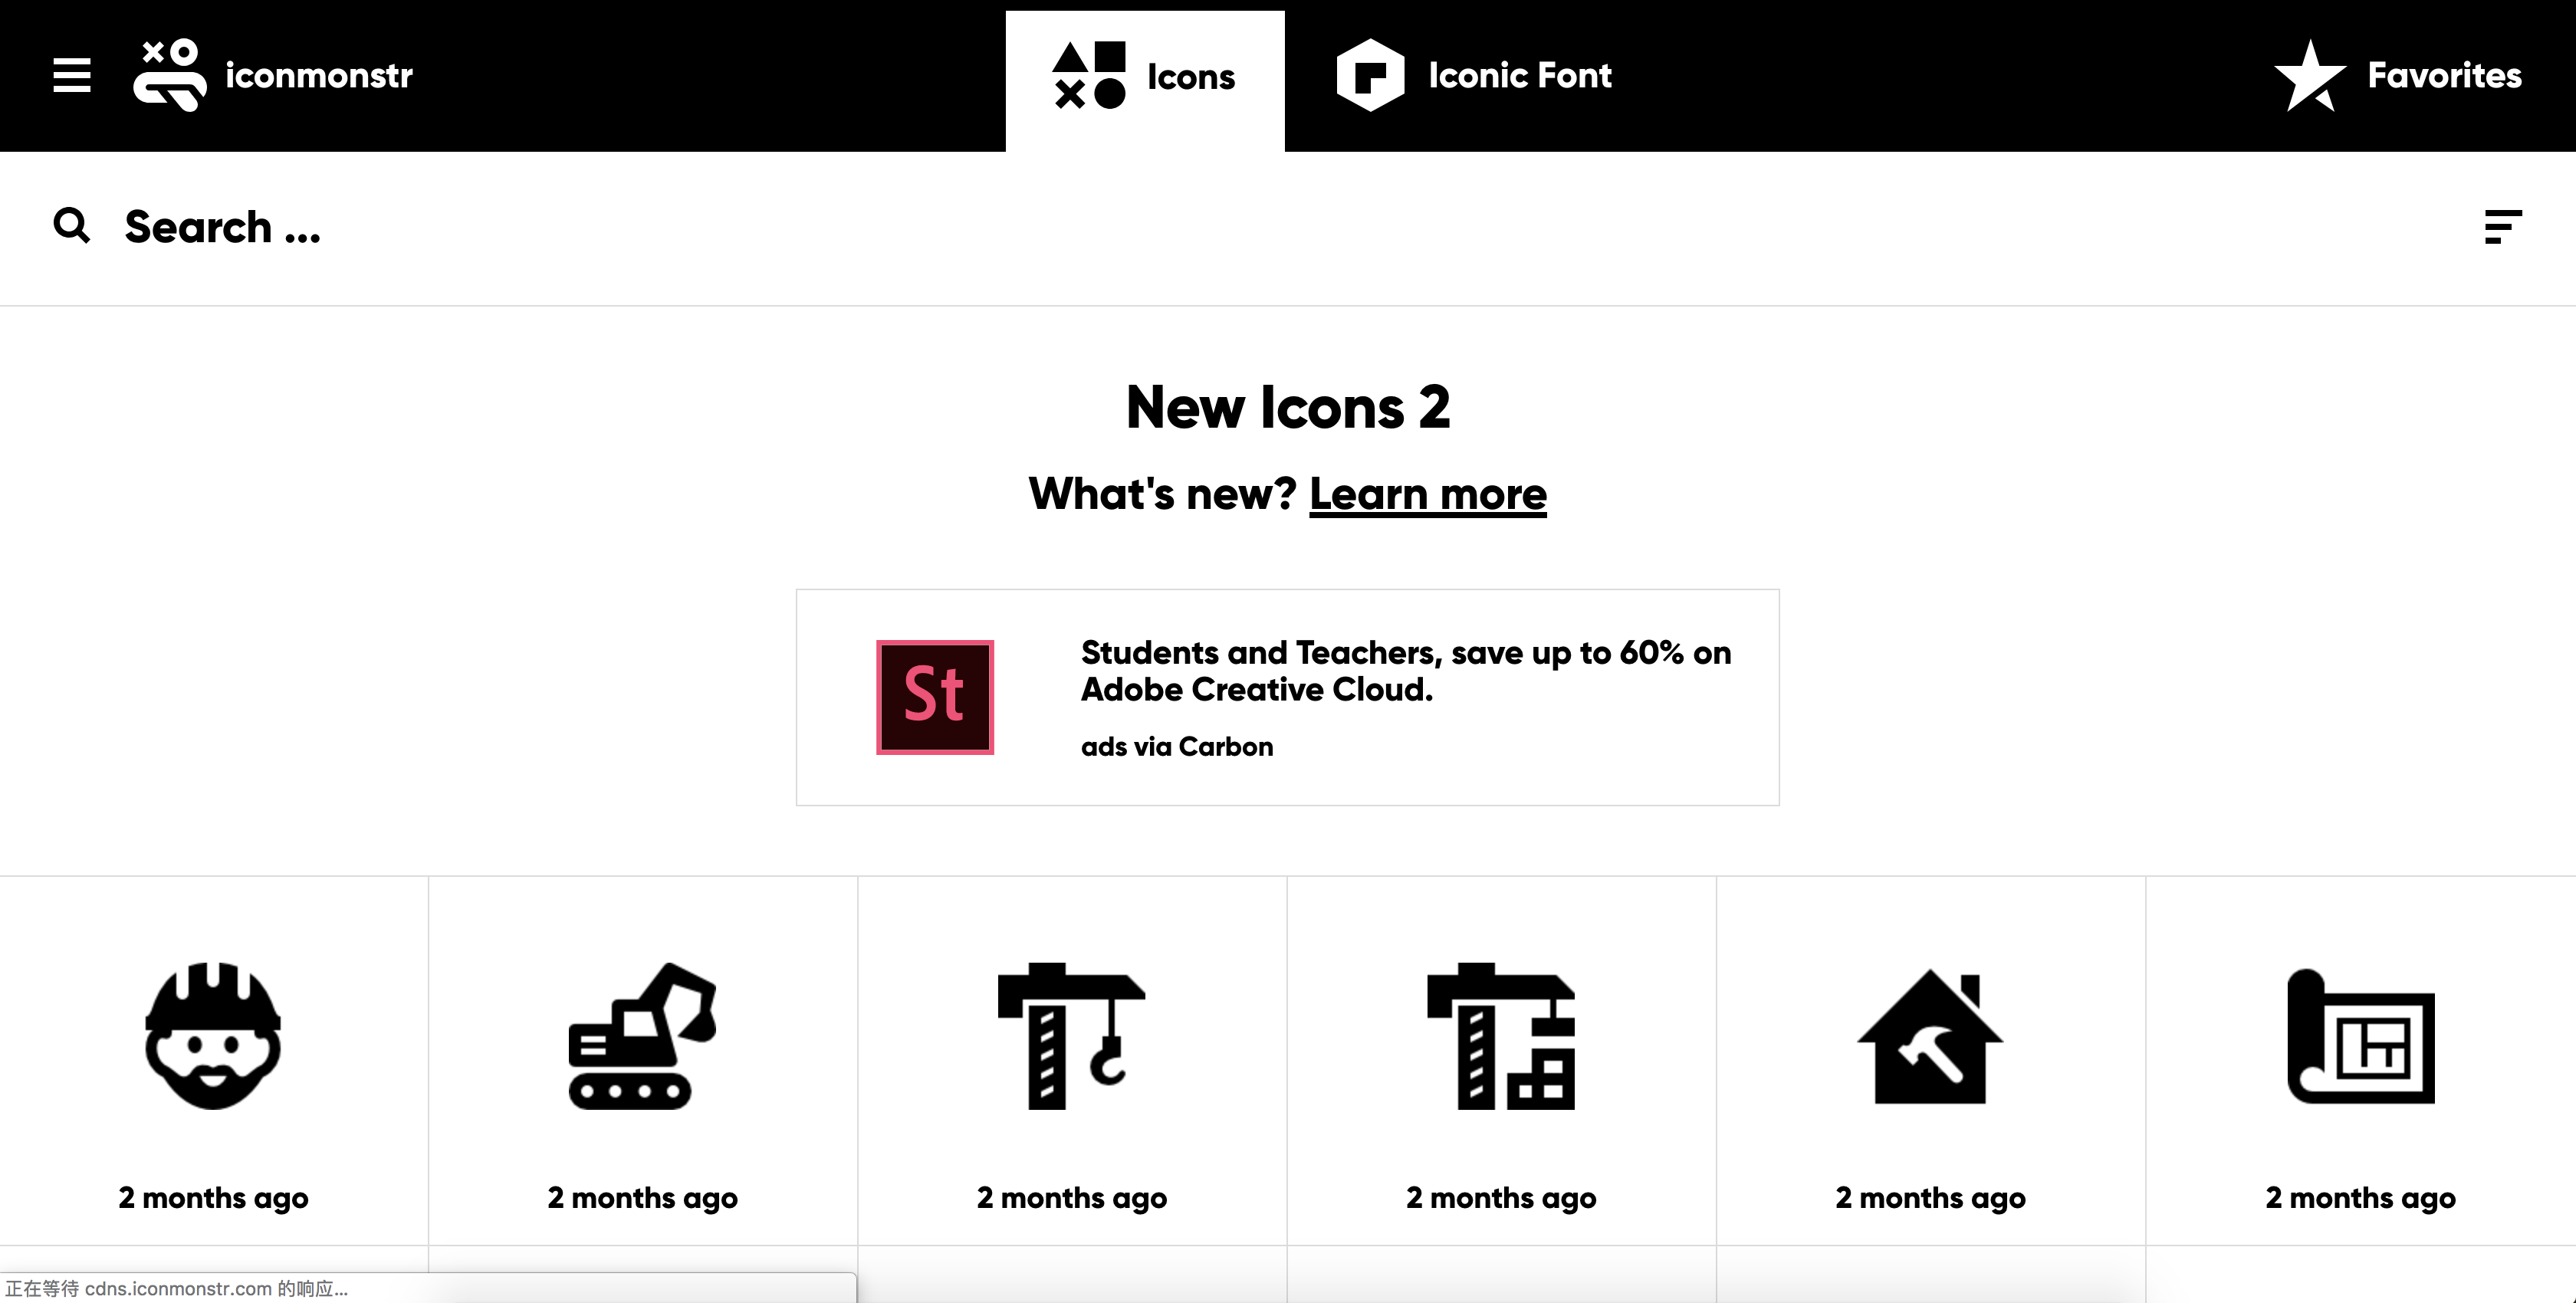 iconmonstr
Icons
Iconic Font
Favorites
Search ...
New Icons 2
What's new? Learn more
St
Students and Teachers, save up to 60% on
Adobe Creative Cloud.
ads via Carbon
2 months ago
2 months ago
2 months ago
2 months ago
2 months ago
2 months ago
正在等待 cdns.iconmonstr.com 的响应...